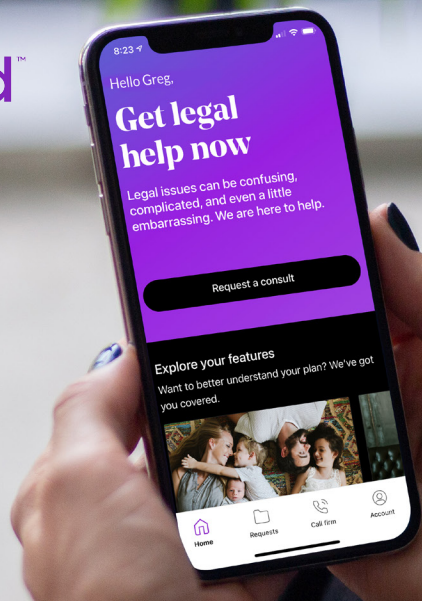 d™
8:23
Hello Greg,
Get legal
help now
Legal issues can be confusing,
complicated, and even a little
embarrassing. We are here to help.
Request a consult
Explore your features
Want to better understand your plan? We've got
you covered.
Home
Requests
Call firm
Account